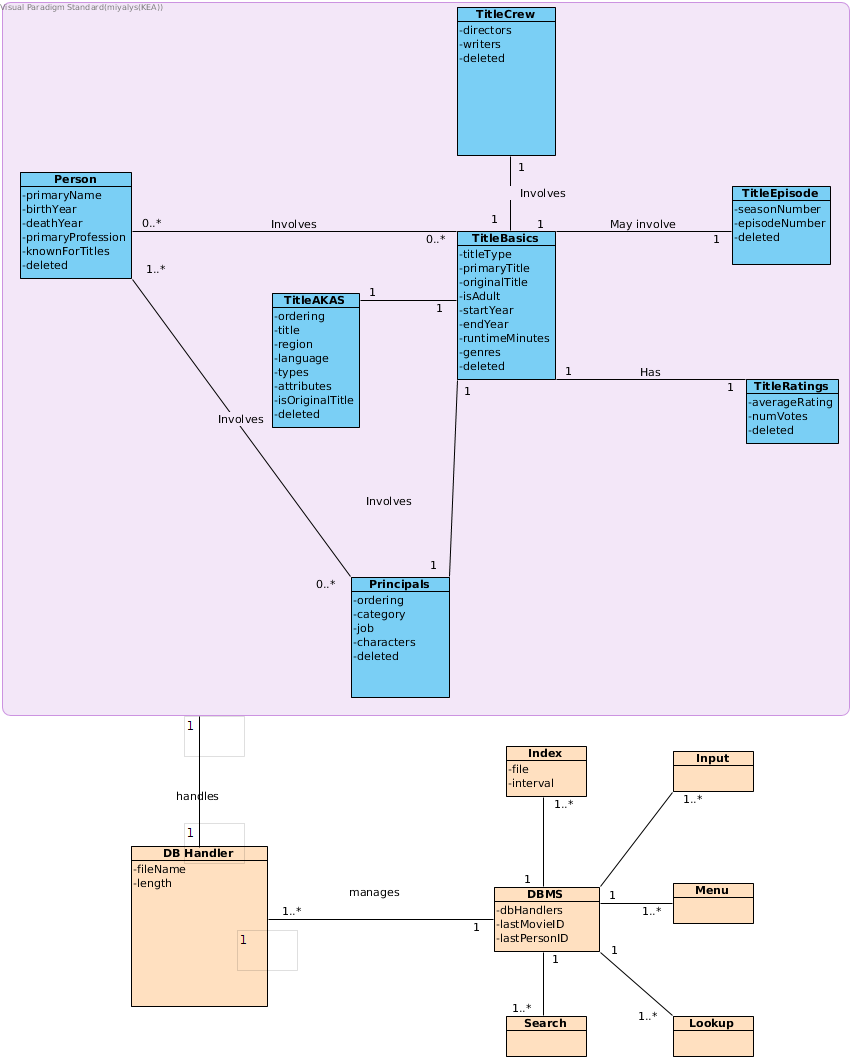 Visual Paradigm Standard(miyalys(KEA))
TitleCrew
-directors
-writers
-deleted
1
Involves
1
Person
-primaryName
-birthYear
-deathYear
-primaryProfession
-knownForTitles
-deleted
0..*
Involves
0..*
1..*
TitleBasics
-titleType
-primaryTitle
-originalTitle
-isAdult
-startYear
-endYear
-runtimeMinutes
-genres
-deleted
1
May involve
1
TitleEpisode
-seasonNumber
-episodeNumber
-deleted
TitleAKAS
-ordering
-title
-region
-language
-types
-attributes
-isOriginalTitle
-deleted
1
1
1
Has
1
TitleRatings
-averageRating
-numVotes
-deleted
1
Involves
Involves
1
0..*
Principals
-ordering
-category
-job
-characters
-deleted
1
handles
1
DB Handler
-fileName
-length
1
1..*
manages
1
Index
-file
-interval
1..*
1
Input
1..*
DBMS
-dbHandlers
-lastMovieID
-lastPersonID
1
1..*
Menu
1
1..*
Search
1
1..*
Lookup